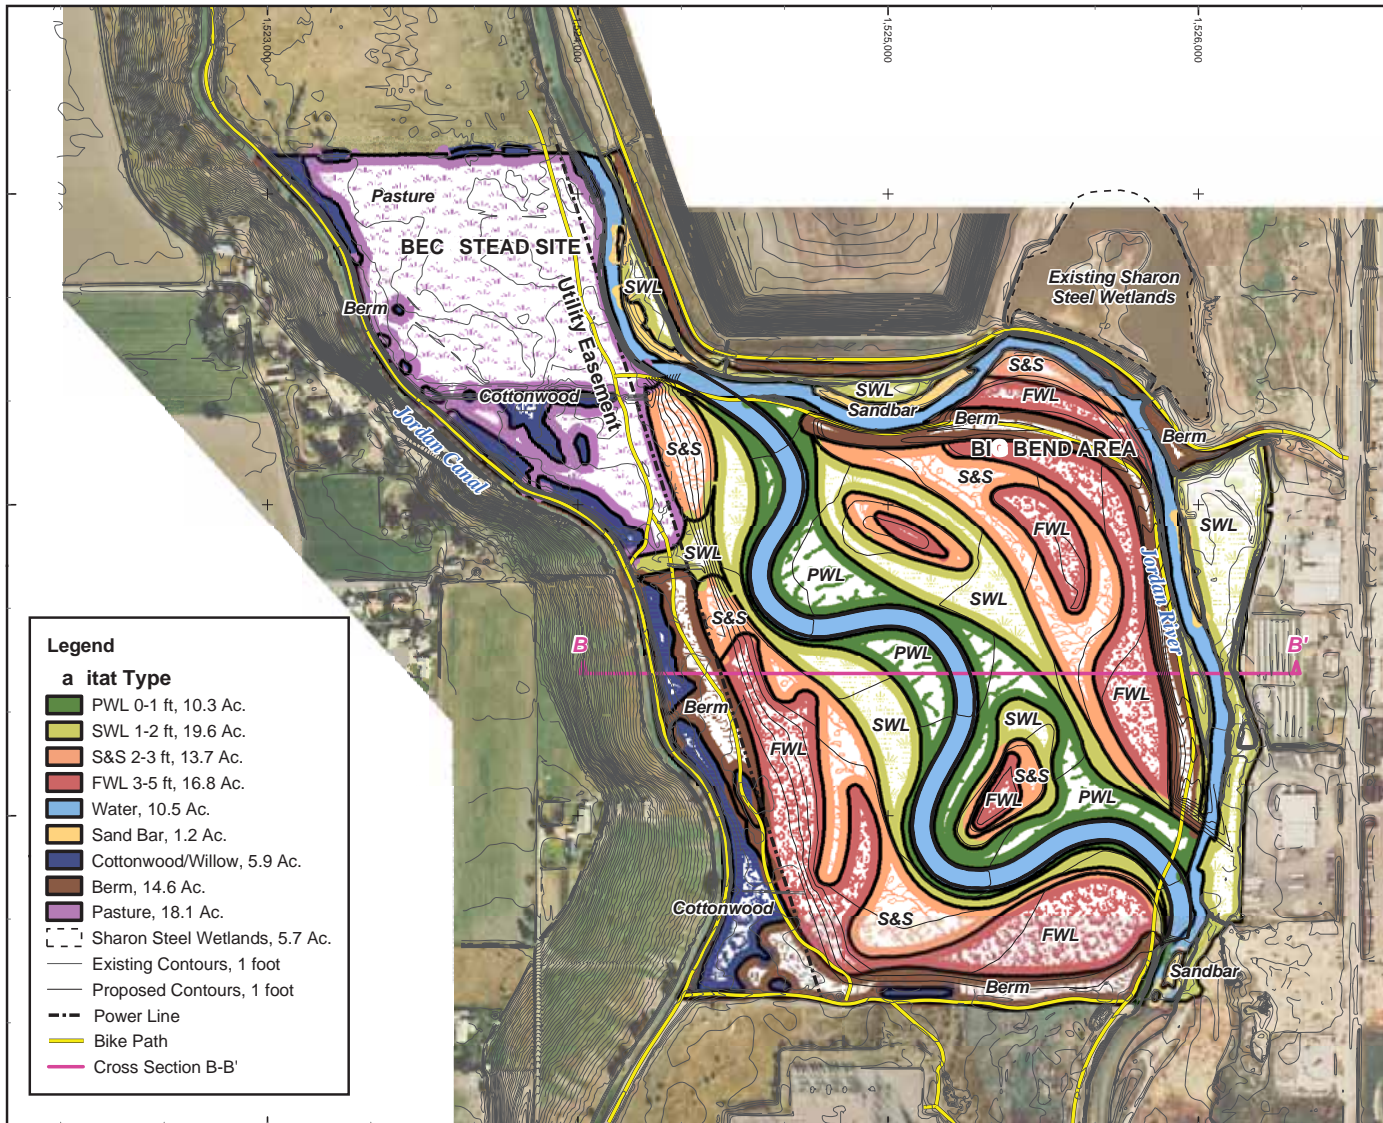 1,523,000
1,525,000
1,526,000
Pasture
BEC STEAD SITE
SWL
Existing Sharon
Steel Wetlands
Utility Easement
Berm
S&S
SWL
FWL
Sandbar
Cottonwood
Berm
Berm
Jordan Canal
BIG BEND AREA
S&S
S&S
FWL
SWL
SWL
PWL
Jordan River
SWL
S&S
B
PWL
B'
Berm
FWL
SWL
SWL
FWL
S&S
FWL
PWL
Cottonwood
S&S
FWL
Sandbar
Berm
Legend
a itat Type
PWL 0-1 ft, 10.3 Ac.
SWL 1-2 ft, 19.6 Ac.
S&S 2-3 ft, 13.7 Ac.
FWL 3-5 ft, 16.8 Ac.
Water, 10.5 Ac.
Sand Bar, 1.2 Ac.
Cottonwood/Willow, 5.9 Ac.
Berm, 14.6 Ac.
Pasture, 18.1 Ac.
Sharon Steel Wetlands, 5.7 Ac.
Existing Contours, 1 foot
Proposed Contours, 1 foot
Power Line
Bike Path
Cross Section B-B'